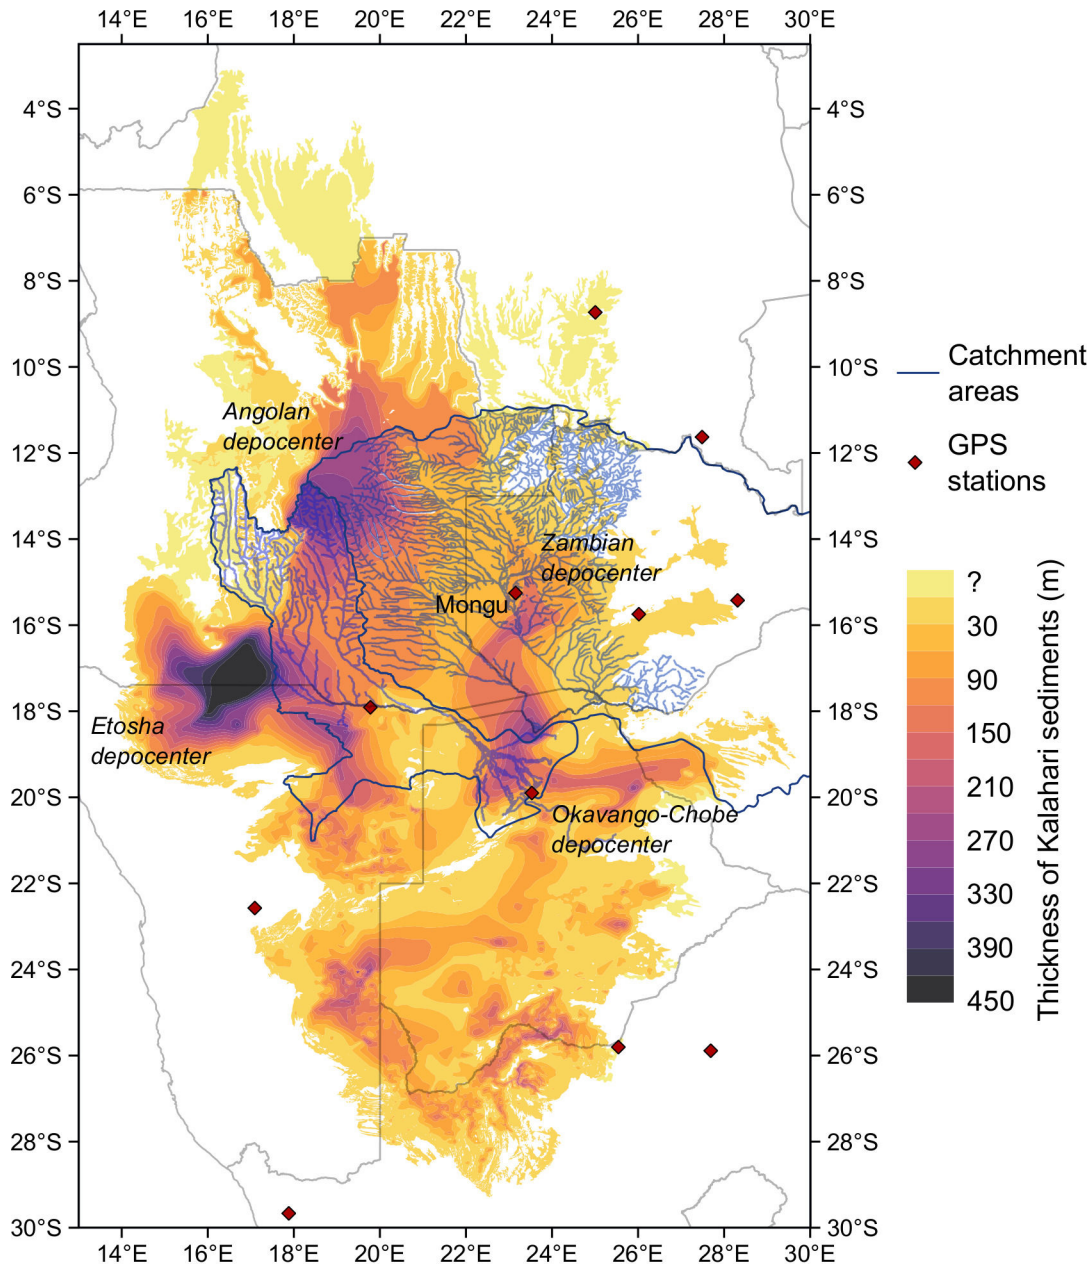 14°E 16°E 18°E 20°E 22°E 24°E 26°E 28°E 30°E
4°S 4°S
6°S 6°S
8°S 8°S
10°S 10°S
Catchment
areas
Angolan
depocenter
GPS
stations
12°S 12°S
14°S 14°S
Zambian
depocenter
Mongu
16°S 16°S
18°S 18°S
Etosha
depocenter
20°S 20°S
Okavango-Chobe
depocenter
22°S 22°S
24°S 24°S
26°S 26°S
28°S 28°S
30°S 30°S
14°E 16°E 18°E 20°E 22°E 24°E 26°E 28°E 30°E
?
30
90
150
210
270
330
390
450
Thickness of Kalahari sediments (m)